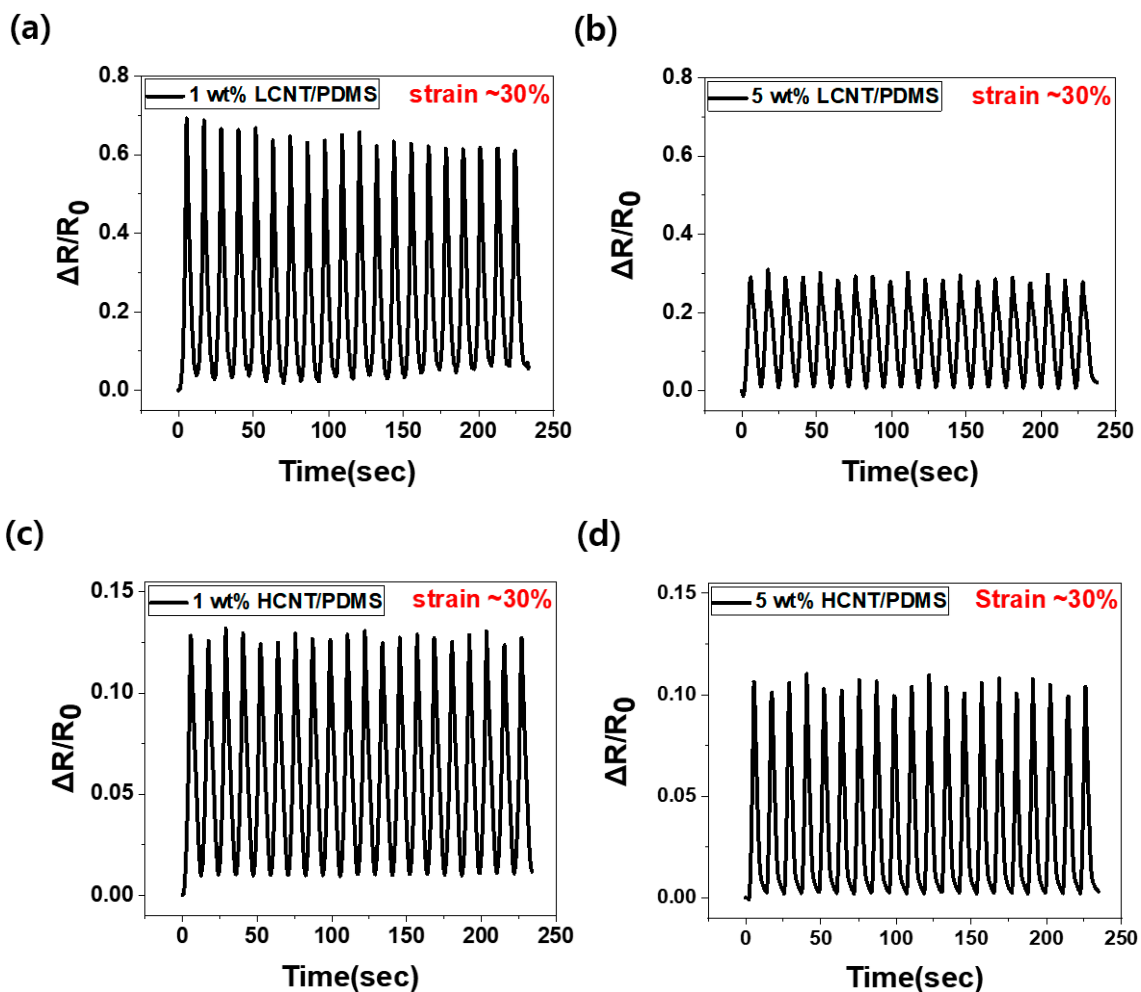 (a)
1 wt% LCNT/PDMS
strain ~30%
0.8
0.6
0.4
0.2
0.0
ΔR/R0
0 50 100 150 200 250
Time(sec)
(b)
5 wt% LCNT/PDMS
strain ~30%
0.8
0.6
0.4
0.2
0.0
ΔR/R0
0 50 100 150 200 250
Time(sec)
(c)
1 wt% HCNT/PDMS
strain ~30%
0.15
0.10
0.05
0.00
ΔR/R0
0 50 100 150 200 250
Time(sec)
(d)
5 wt% HCNT/PDMS
Strain ~30%
0.15
0.10
0.05
0.00
ΔR/R0
0 50 100 150 200 250
Time(sec)